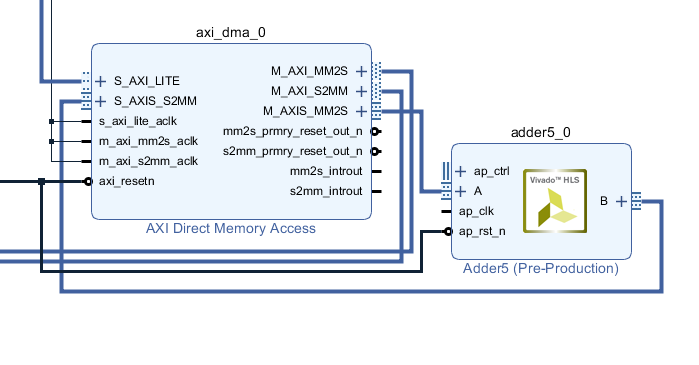 axi_dma_0
S_AXI_LITE
S_AXIS_S2MM
s_axi_lite_aclk
m_axi_mm2s_aclk
m_axi_s2mm_aclk
axi_resetn
M_AXI_MM2S
M_AXI_S2MM
M_AXIS_MM2S
mm2s_prmry_reset_out_n
s2mm_prmry_reset_out_n
mm2s_introut
s2mm_introut
AXI Direct Memory Access
adder5_0
ap_ctrl
A
ap_clk
ap_rst_n
Vivado™ HLS
B
Adder5 (Pre-Production)